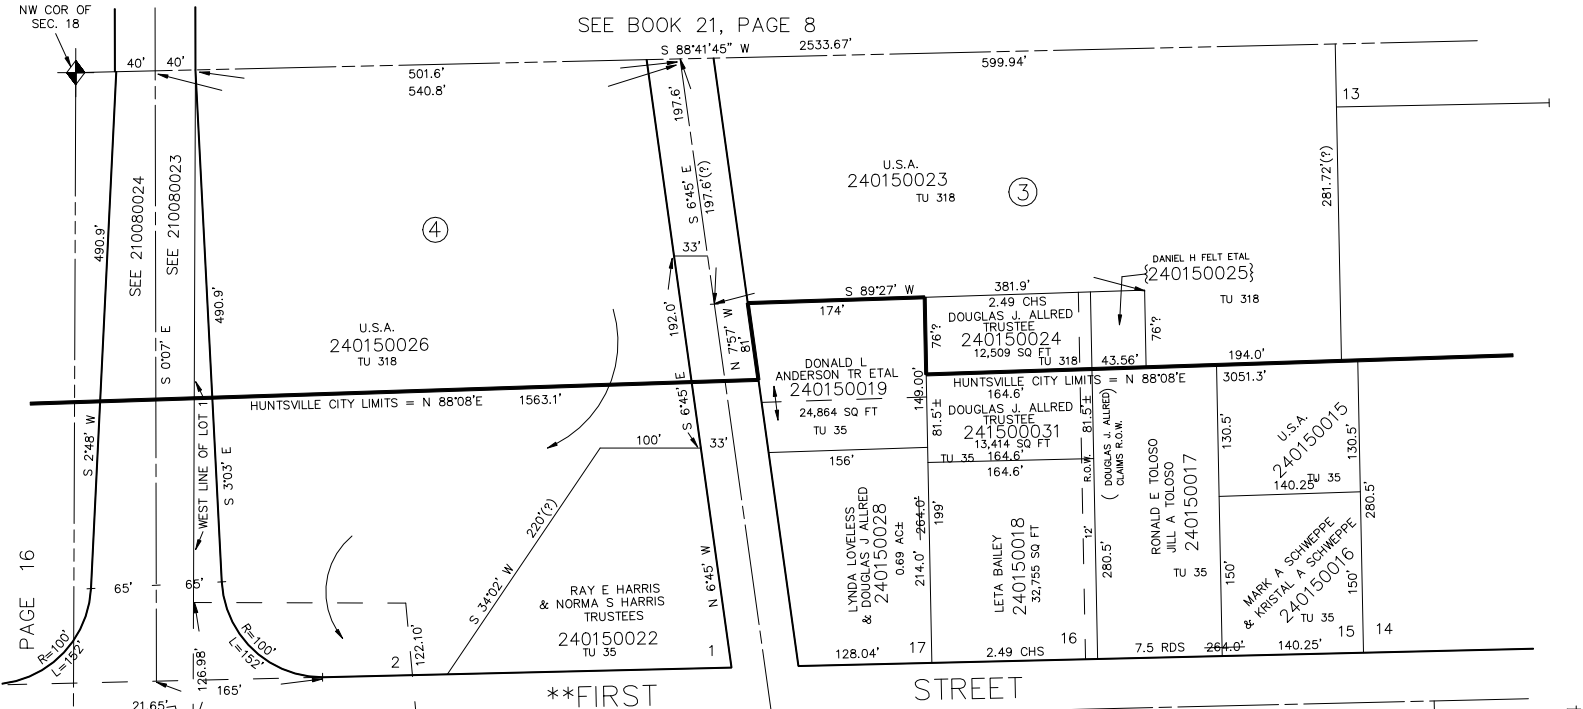 NW COR OF
SEC. 18
SEE BOOK 21, PAGE 8
S 88°41'45" W
2533.67'
40'
40'
501.6'
540.8'
599.94'
13
197.6'
S 6°45' E
197.6'(?)
281.72'(?)
U.S.A.
240150023
TU 318
3
4
490.9'
SEE 210080024
SEE 210080023
S 0°07' E
490.9'
33'
192.0'
DANIEL H FELT ETAL
{240150025}
TU 318
S 89°27' W
381.9'
174'
2.49 CHS
DOUGLAS J. ALLRED
TRUSTEE
240150024
12,509 SQ FT
TU 318
76'?
76'?
43.56'
194.0'
N 7°57' W
81'
U.S.A.
240150026
TU 318
DONALD L
ANDERSON TR ETAL
240150019
24,864 SQ FT
TU 35
149.00'
HUNTSVILLE CITY LIMITS = N 88°08'E
1563.1'
HUNTSVILLE CITY LIMITS = N 88°08'E
3051.3'
164.6'
DOUGLAS J. ALLRED
TRUSTEE
241500031
13,414 SQ FT
TU 35
164.6'
164.6'
81.5'±
81.5'±
S 6°45' E
S 2°48' W
WEST LINE OF LOT 1
S 3°03' E
100'
33'
156'
220'(?)
S 34°02' W
R.O.W.
12'
( DOUGLAS J. ALLRED)
CLAIMS R.O.W.
RONALD E TOLOSO
JILL A TOLOSO
240150017
TU 35
280.5'
130.5'
U.S.A.
240150015
TU 35
130.5'
140.25'
280.5'
LYNDA LOVELESS
& DOUGLAS J ALLRED
240150028
0.69 AC±
264.0'
214.0'
199'
LETA BAILEY
240150018
32,755 SQ FT
150'
MARK A SCHWEPPE
& KRISTAL A SCHWEPPE
240150016
TU 35
150'
PAGE 16
65'
65'
R=100'
L=152'
R=100'
L=152'
RAY E HARRIS
& NORMA S HARRIS
TRUSTEES
240150022
TU 35
N 6°45' W
1
2
122.10'
126.98'
165'
21.65'
128.04'
17
2.49 CHS
16
7.5 RDS
264.0'
140.25'
15
14
**FIRST
STREET